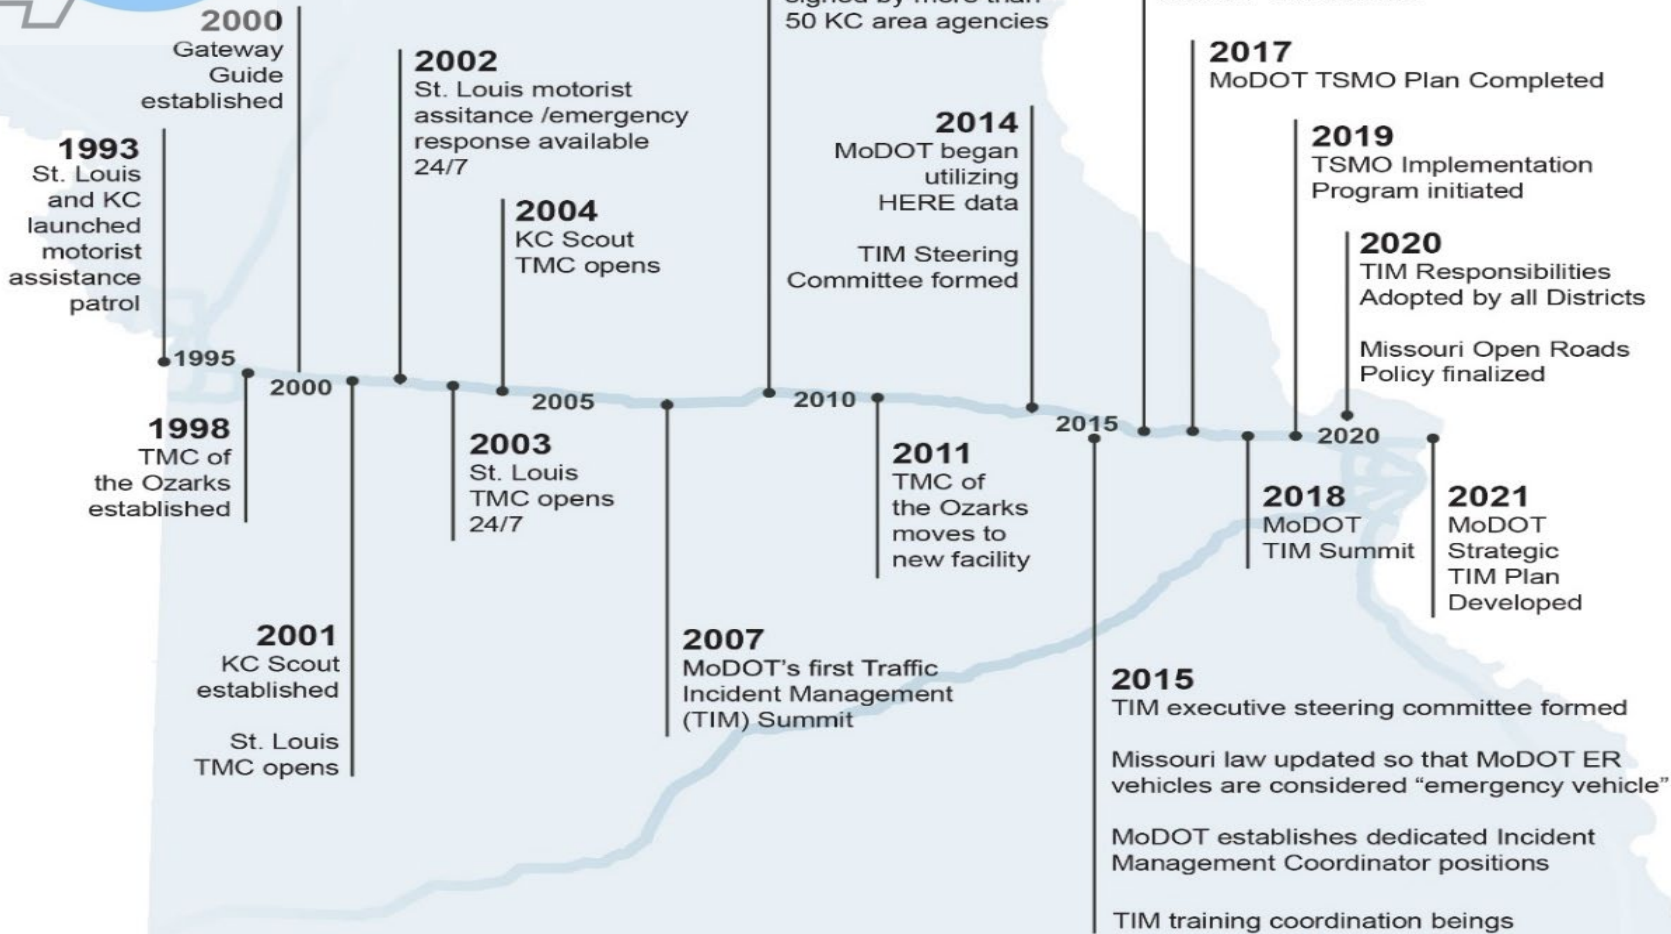 2000
Gateway
Guide
established
1993
St. Louis
and KC
launched
motorist
assistance
patrol
1995
1998
TMC of
the Ozarks
established
2000
2001
KC Scout
established
St. Louis
TMC opens
2002
St. Louis motorist
assitance /emergency
response available
24/7
2003
St. Louis
TMC opens
24/7
2004
KC Scout
TMC opens
2005
2007
MoDOT's first Traffic
Incident Management
(TIM) Summit
signed by more than
50 KC area agencies
2010
2011
TMC of
the Ozarks
moves to
new facility
2014
MoDOT began
utilizing
HERE data
TIM Steering
Committee formed
2015
2015
TIM executive steering committee formed
Missouri law updated so that MoDOT ER
vehicles are considered “emergency vehicle”
MoDOT establishes dedicated Incident
Management Coordinator positions
TIM training coordination beings
2017
MoDOT TSMO Plan Completed
2018
MoDOT
TIM Summit
2019
TSMO Implementation
Program initiated
2020
TIM Responsibilities
Adopted by all Districts
Missouri Open Roads
Policy finalized
2020
2021
MoDOT
Strategic
TIM Plan
Developed